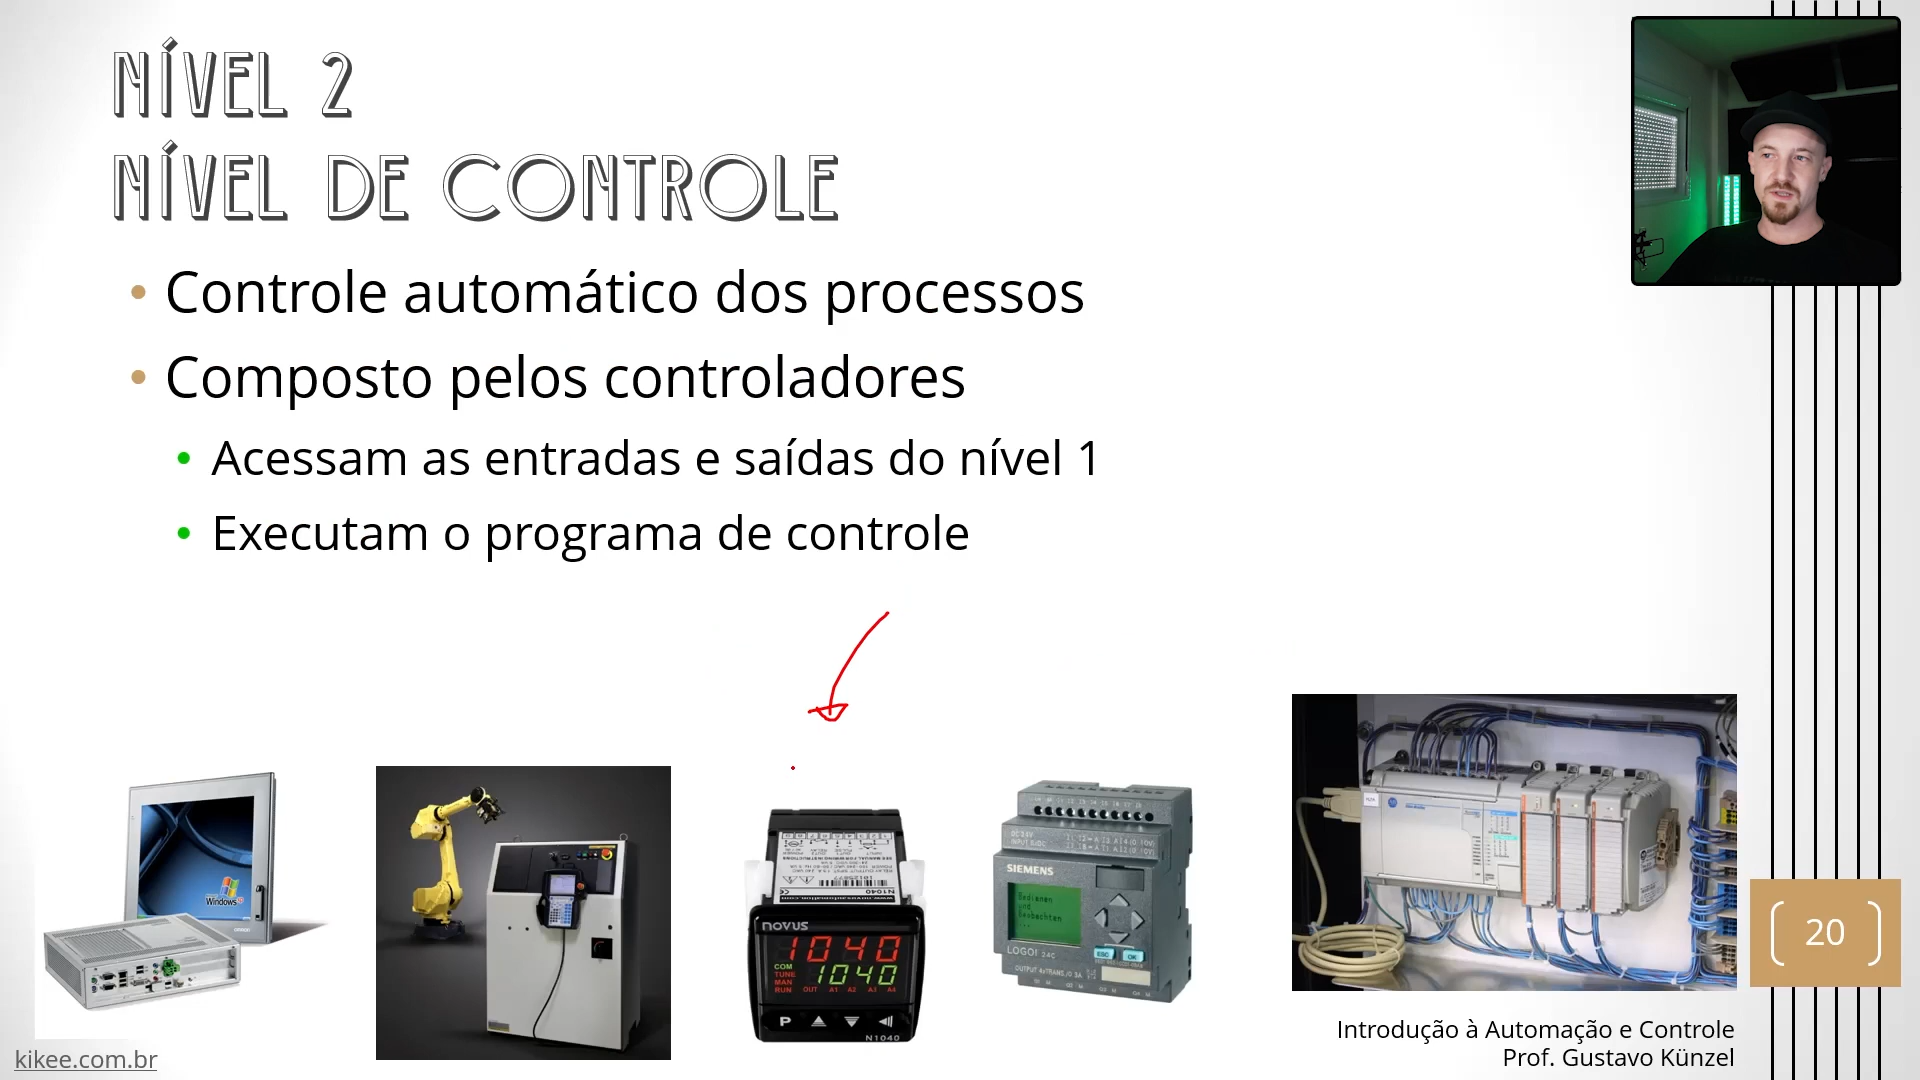 NÍVEL 2
NÍVEL DE CONTROLE
• Controle automático dos processos
• Composto pelos controladores
• Acessam as entradas e saídas do nível 1
• Executam o programa de controle
Windows
novus
1040
COM
TUNE
MAN
RUN
1040
OUT A1 A2 A3 A4
P
N1040
N1040
DC 24V
INPUT 8xDC
SIEMENS
Bedienen
und
Beobachten
ESC OK
LOGO! 24c
OUTPUT 4xTRANS./0.3A
20
Introdução à Automação e Controle
Prof. Gustavo Künzel
kikee.com.br